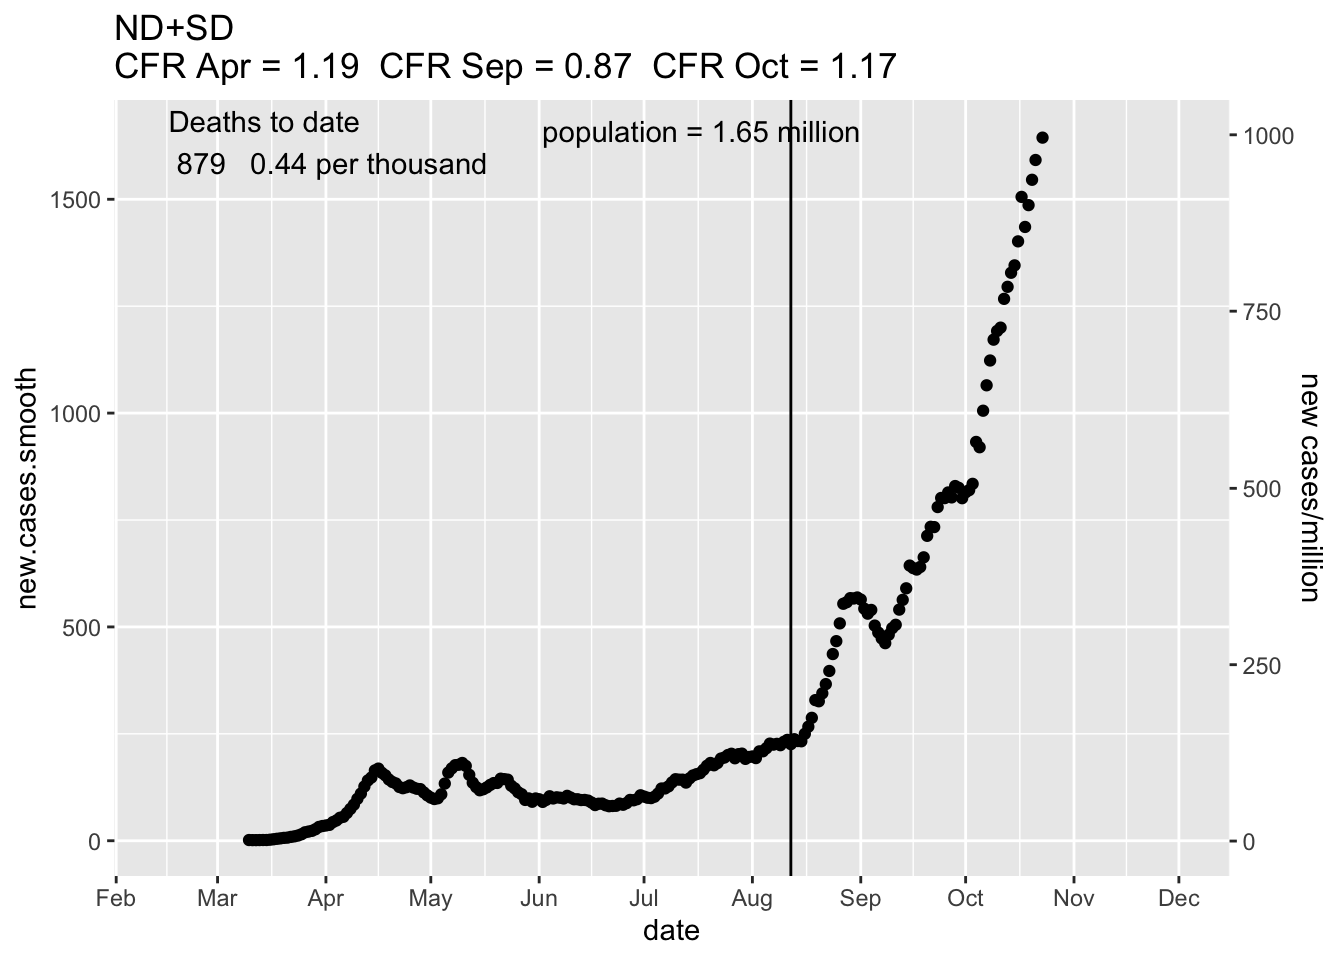 ND+SD
CFR Apr = 1.19  CFR Sep = 0.87  CFR Oct = 1.17
Deaths to date
879   0.44 per thousand
population = 1.65 million
new.cases.smooth
1500
1000
500
0
1000
750
500
250
0
new cases/million
Feb Mar Apr May Jun Jul Aug Sep Oct Nov Dec
date